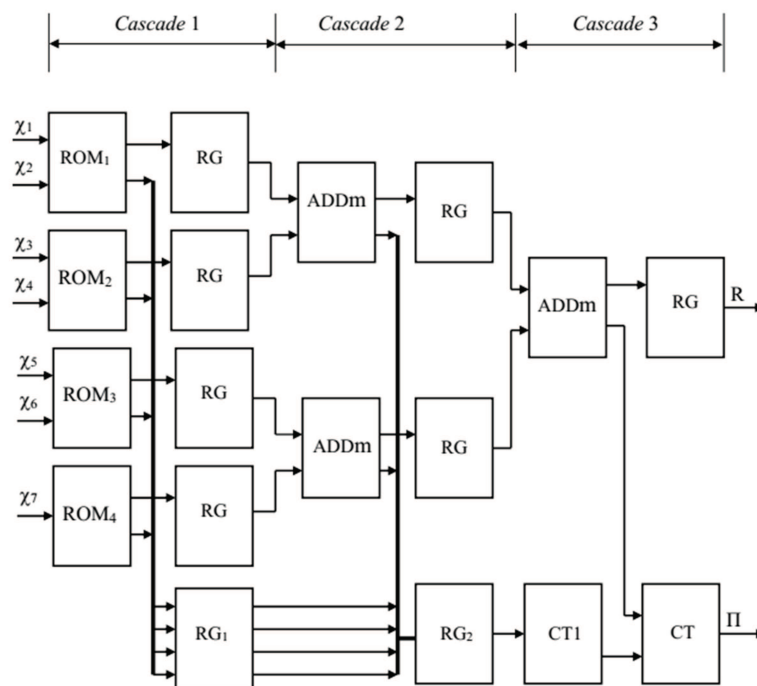 Cascade 1 Cascade 2 Cascade 3
χ1
χ2
ROM1
RG
χ3
χ4
ROM2
RG
ADDm
RG
χ5
χ6
ROM3
RG
χ7
ROM4
RG
ADDm
RG
ADDm
RG
R
RG1
RG2
CT1
CT
Π